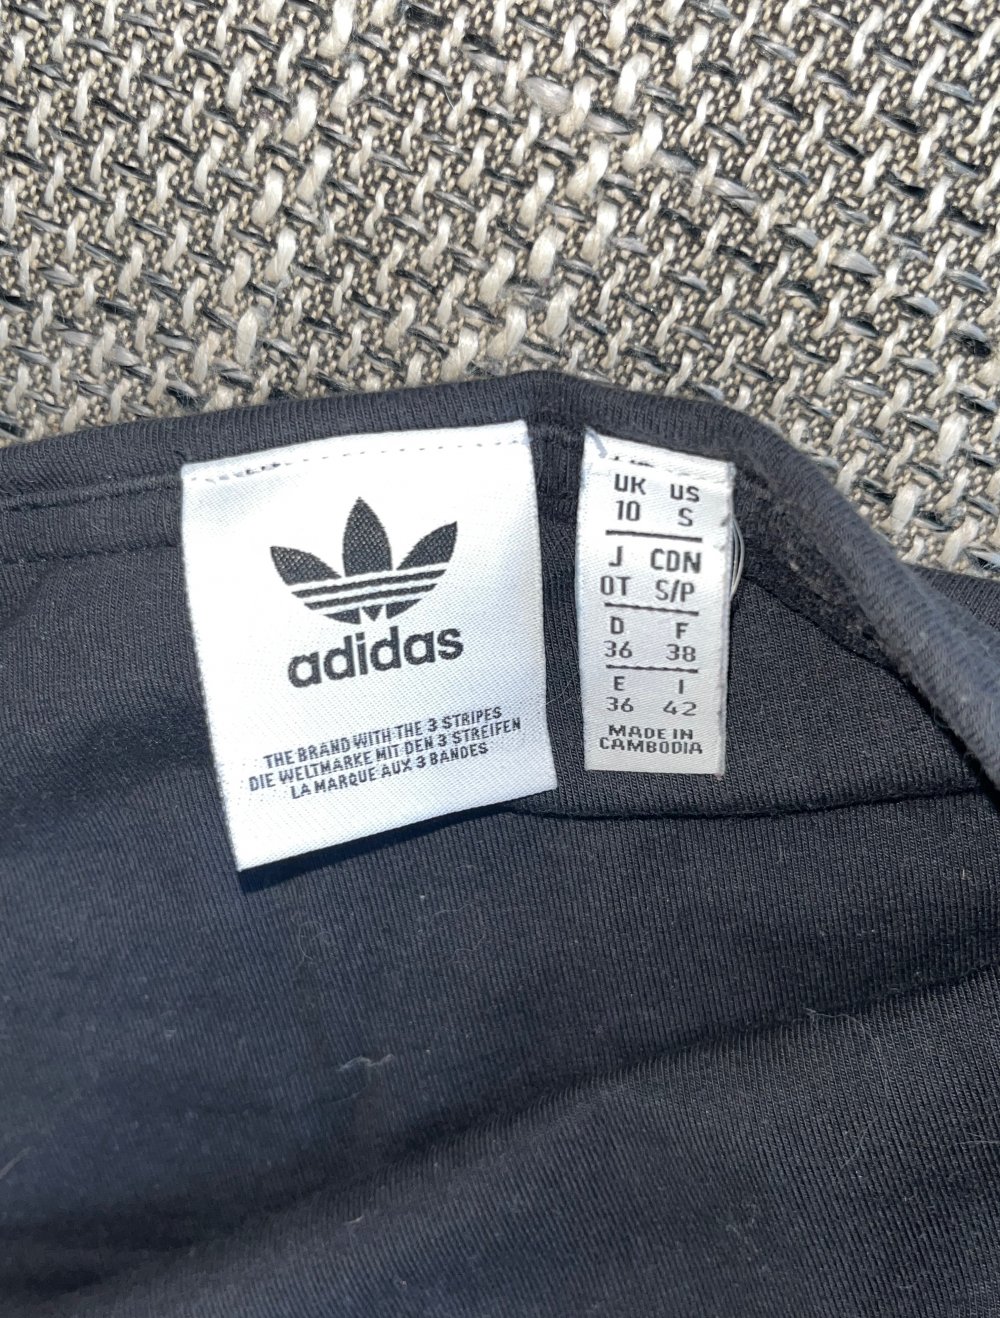 adidas
THE BRAND WITH THE 3 STRIPES
DIE WELTMARKE MIT DEN 3 STREIFEN
LA MARQUE AUX 3 BANDES
UK US
10 S
J CDN
OT S/P
D F
36 38
E I
36 42
MADE IN
CAMBODIA